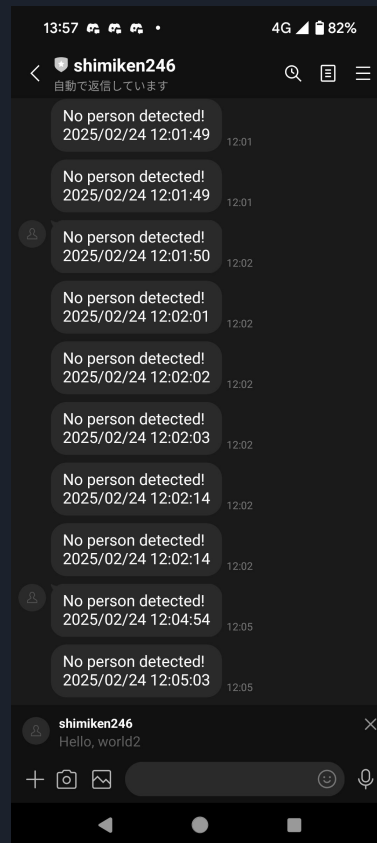 13:57
4G 82%
shimiken246
自動で返信しています
No person detected!
2025/02/24 12:01:49
12:01
No person detected!
2025/02/24 12:01:49
12:01
No person detected!
2025/02/24 12:01:50
12:02
No person detected!
2025/02/24 12:02:01
12:02
No person detected!
2025/02/24 12:02:02
12:02
No person detected!
2025/02/24 12:02:03
12:02
No person detected!
2025/02/24 12:02:14
12:02
No person detected!
2025/02/24 12:02:14
12:02
No person detected!
2025/02/24 12:04:54
12:05
No person detected!
2025/02/24 12:05:03
12:05
shimiken246
Hello, world2